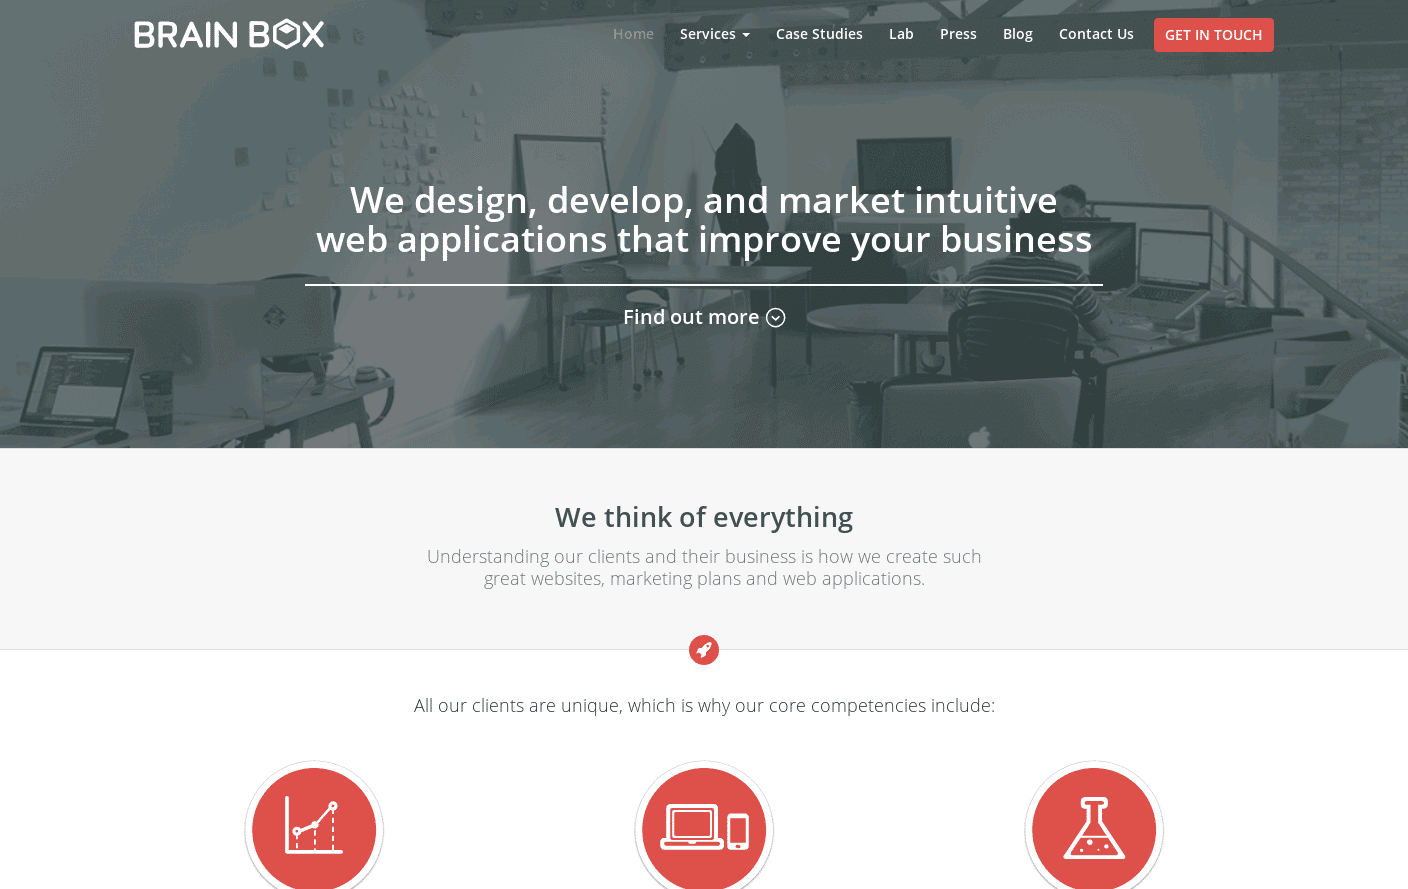 BRAIN BOX
Home Services Case Studies Lab Press Blog Contact Us GET IN TOUCH
We design, develop, and market intuitive
web applications that improve your business
Find out more
We think of everything
Understanding our clients and their business is how we create such
great websites, marketing plans and web applications.
All our clients are unique, which is why our core competencies include: